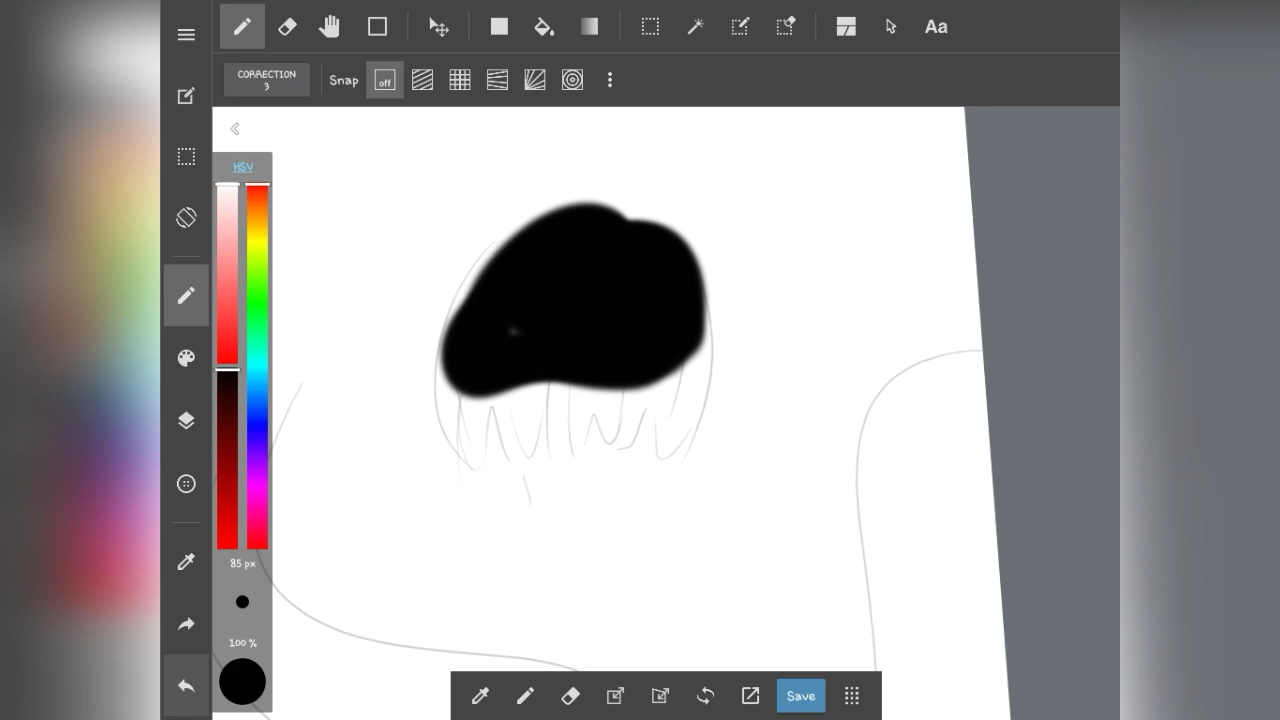 Aa
CORRECTION
3
Snap
off
HSV
85 px
100 %
Save